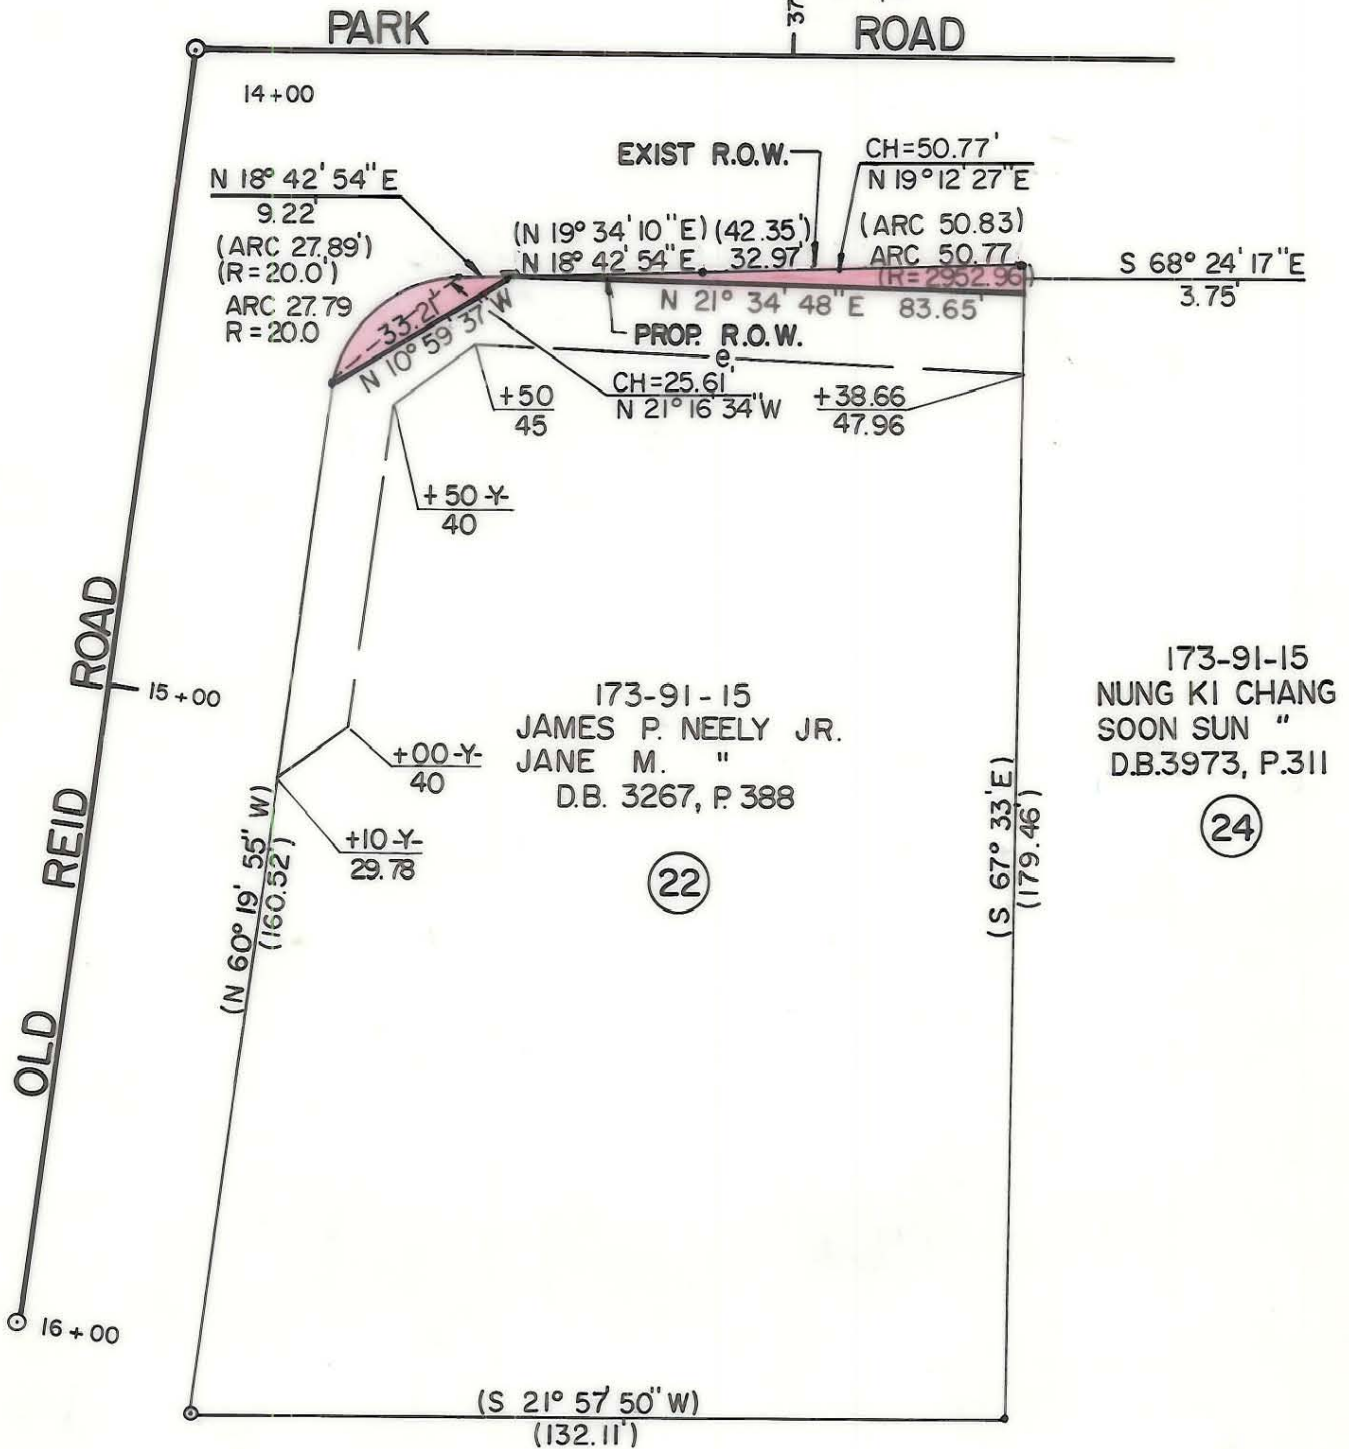 37
PARK ROAD
14+00
EXIST R.O.W.
CH=50.77'
N 19° 12' 27" E
N 18° 42' 54" E
9.22'
(ARC 27.89')
(R=20.0')
ARC 27.79
R=20.0
(N 19° 34' 10" E) (42.35')
N 18° 42' 54" E 32.97'
(ARC 50.83)
ARC 50.77
(R=2952.96)
S 68° 24' 17" E
3.75'
N 21° 34' 48" E 83.65'
33.21'
N 10° 59' 37" W
PROP. R.O.W.
e
CH=25.61'
N 21° 16' 34" W
+50
45
+38.66
47.96
+50-Y-
40
OLD REID ROAD
15+00
+00-Y-
40
+10-Y-
29.78
(N 60° 19' 55" W)
(160.52')
173-91-15
JAMES P. NEELY JR.
JANE M. "
D.B. 3267, P. 388
22
(S 67° 33' E)
(179.46')
173-91-15
NUNG KI CHANG
SOON SUN "
D.B.3973, P.311
24
16+00
(S 21° 57' 50" W)
(132.11')